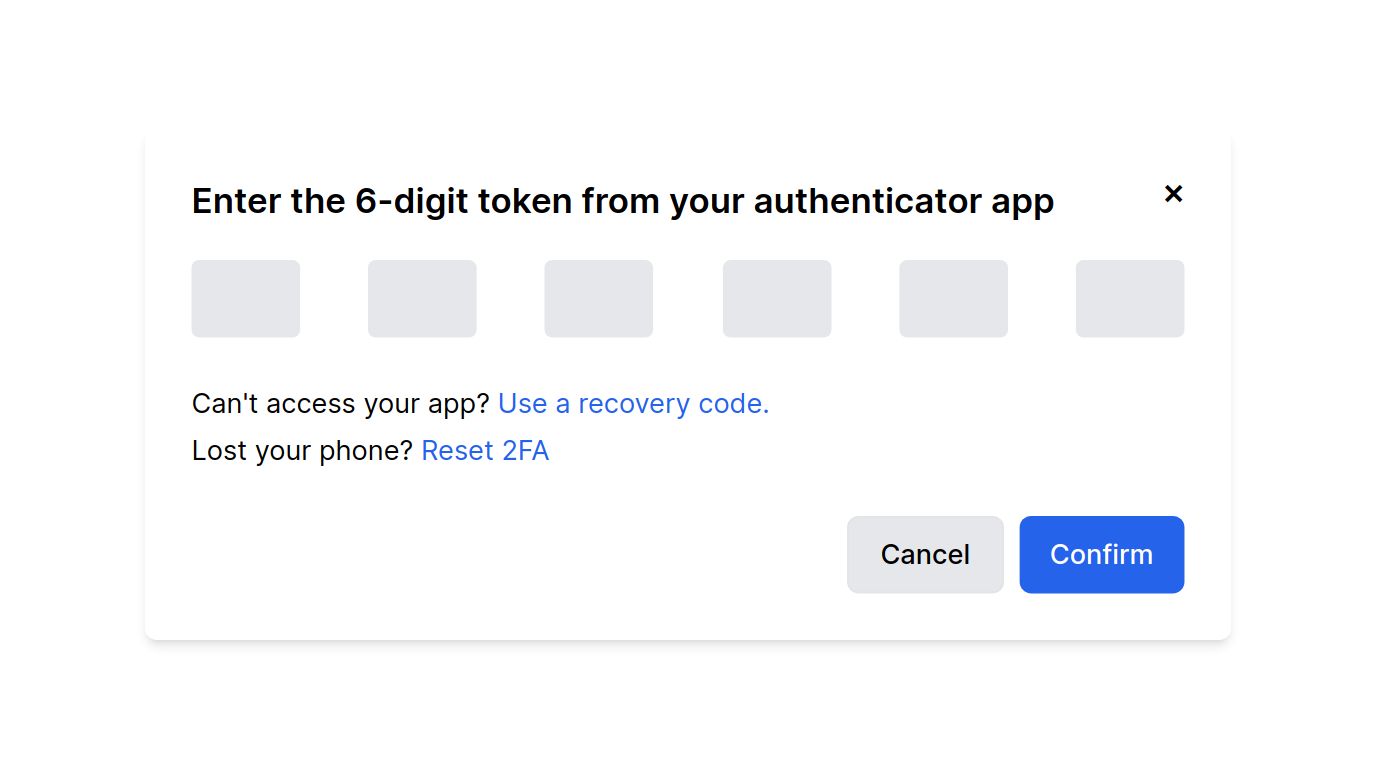 Enter the 6-digit token from your authenticator app
×
Can't access your app? Use a recovery code.
Lost your phone? Reset 2FA
Cancel
Confirm